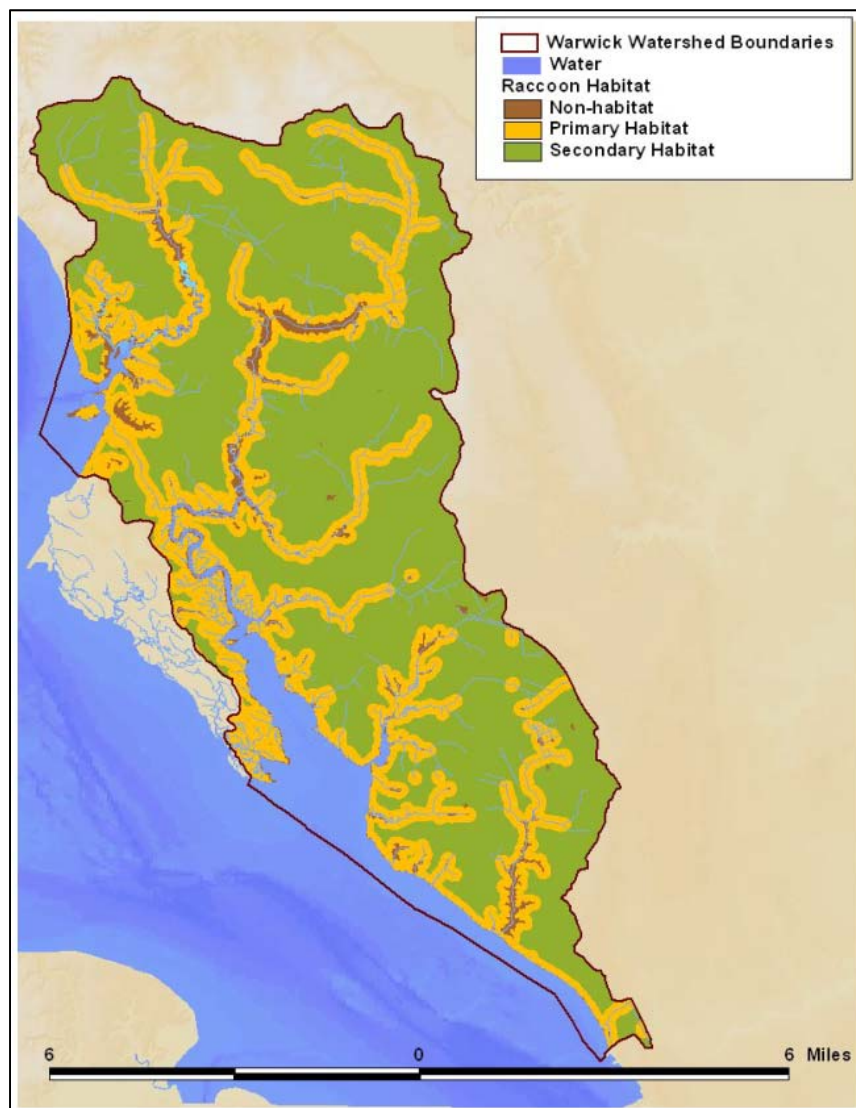 Warwick Watershed Boundaries
Water
Raccoon Habitat
Non-habitat
Primary Habitat
Secondary Habitat
6 0 6 Miles